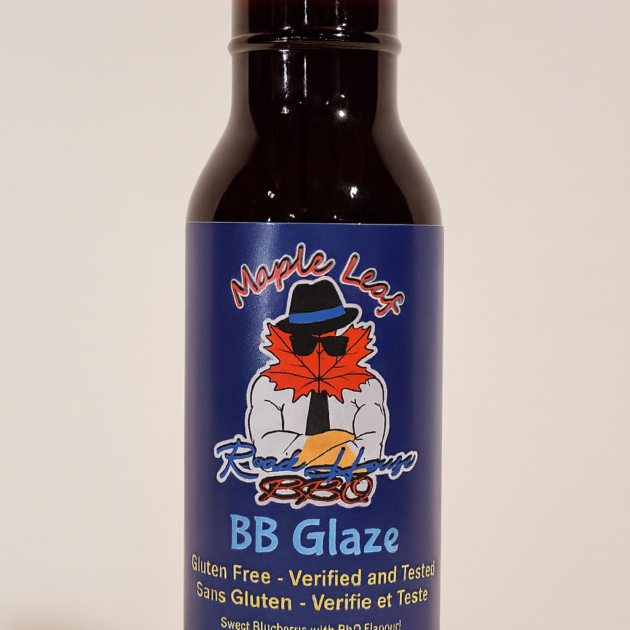 Maple Leaf
Road House
BBQ
BB Glaze
Gluten Free - Verified and Tested
Sans Gluten - Verifie et Teste
Sweet with BbQ Flavour!